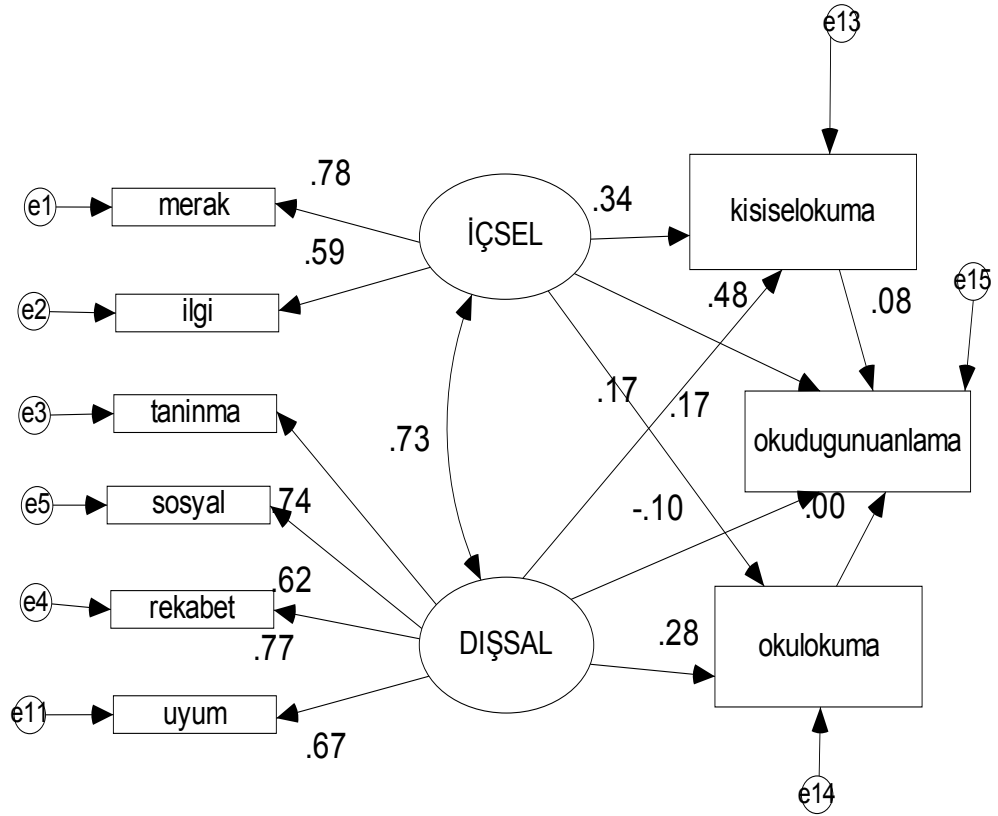 e13
.78
.34
e1
merak
İÇSEL
kisiselokuma
.59
e2
ilgi
.48
.08
e15
.17
.17
e3
taninma
.73
okudugunuanlama
e5
sosyal
.74
-.10
.00
e4
rekabet
.62
.77
DIŞSAL
.28
okulokuma
e11
uyum
.67
e14